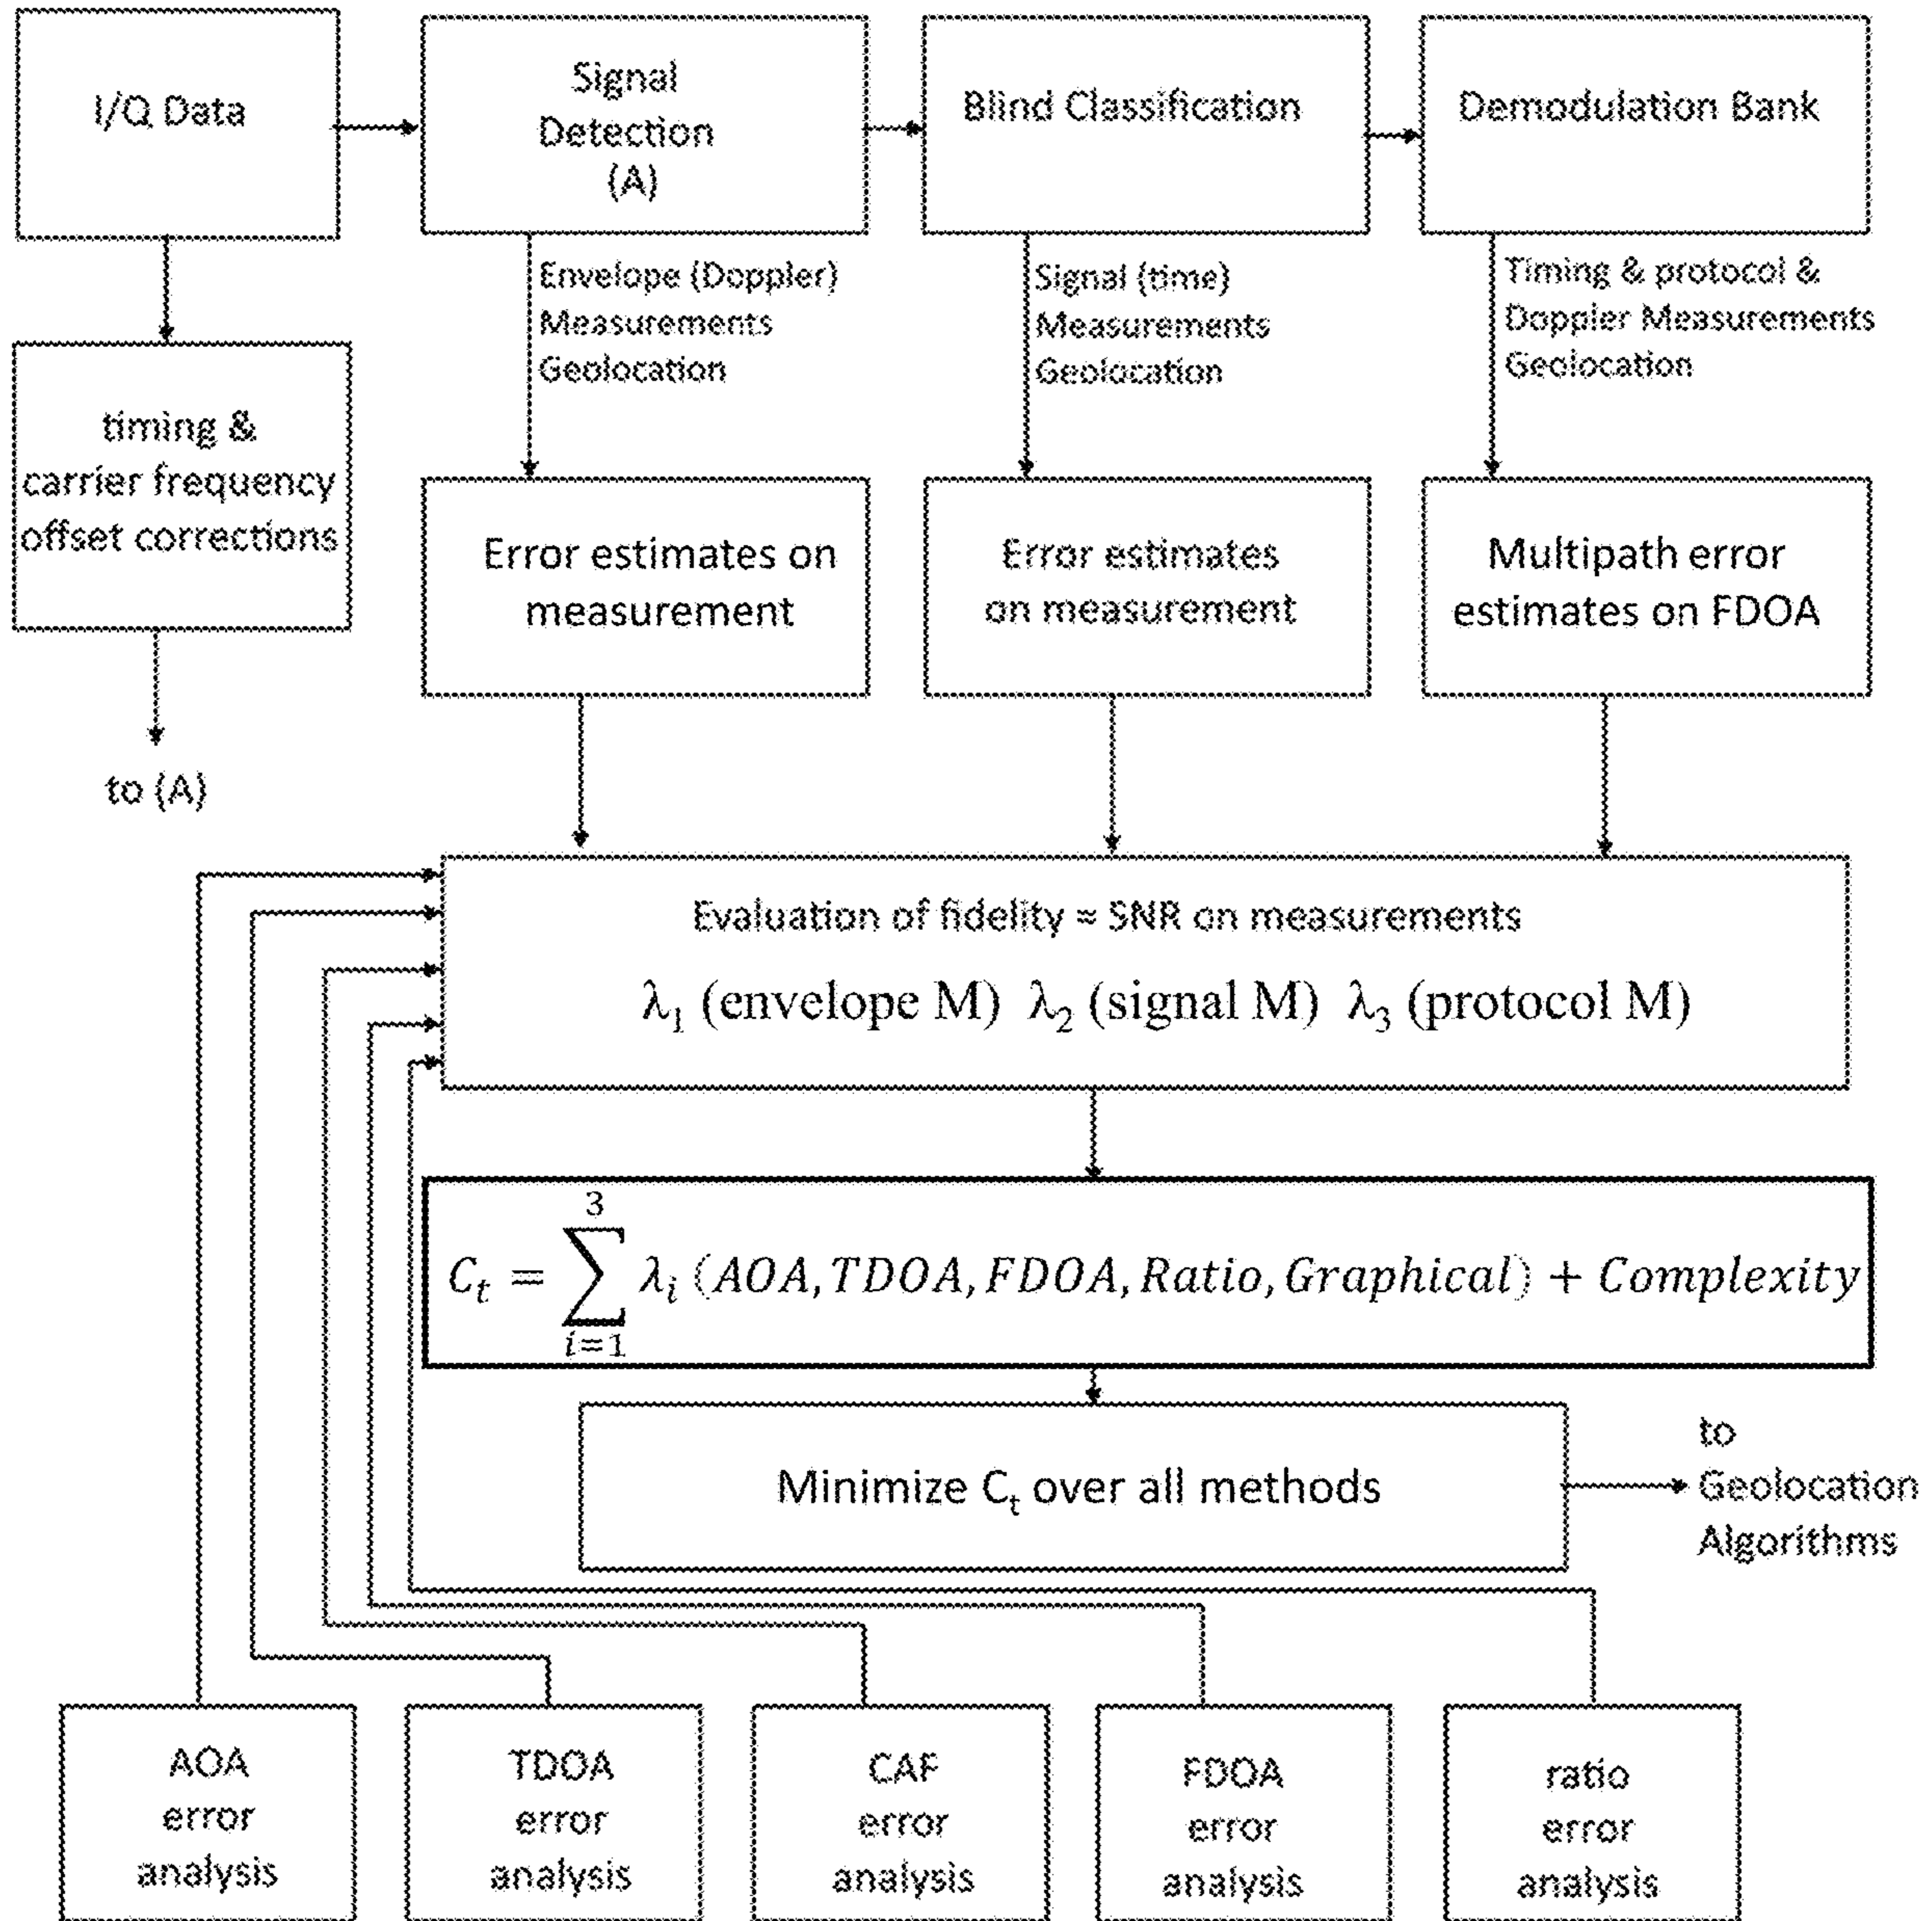 I/Q Data
Signal
Detection
(A)
Blind Classification
Demodulation Bank
Envelope (Doppler)
Measurements
Geolocation
Signal (time)
Measurements
Geolocation
Timing & protocol &
Doppler Measurements
Geolocation
timing &
carrier frequency
offset corrections
to (A)
Error estimates on
measurement
Error estimates
on measurement
Multipath error
estimates on FDOA
Evaluation of fidelity ≈ SNR on measurements
λ₁ (envelope M) λ₂ (signal M) λ₃ (protocol M)
C_t = ∑_{i=1}^{3} λ_i (AOA, TDOA, FDOA, Ratio, Graphical) + Complexity
Minimize C_t over all methods
to
Geolocation
Algorithms
AOA
error
analysis
TDOA
error
analysis
CAF
error
analysis
FDOA
error
analysis
ratio
error
analysis